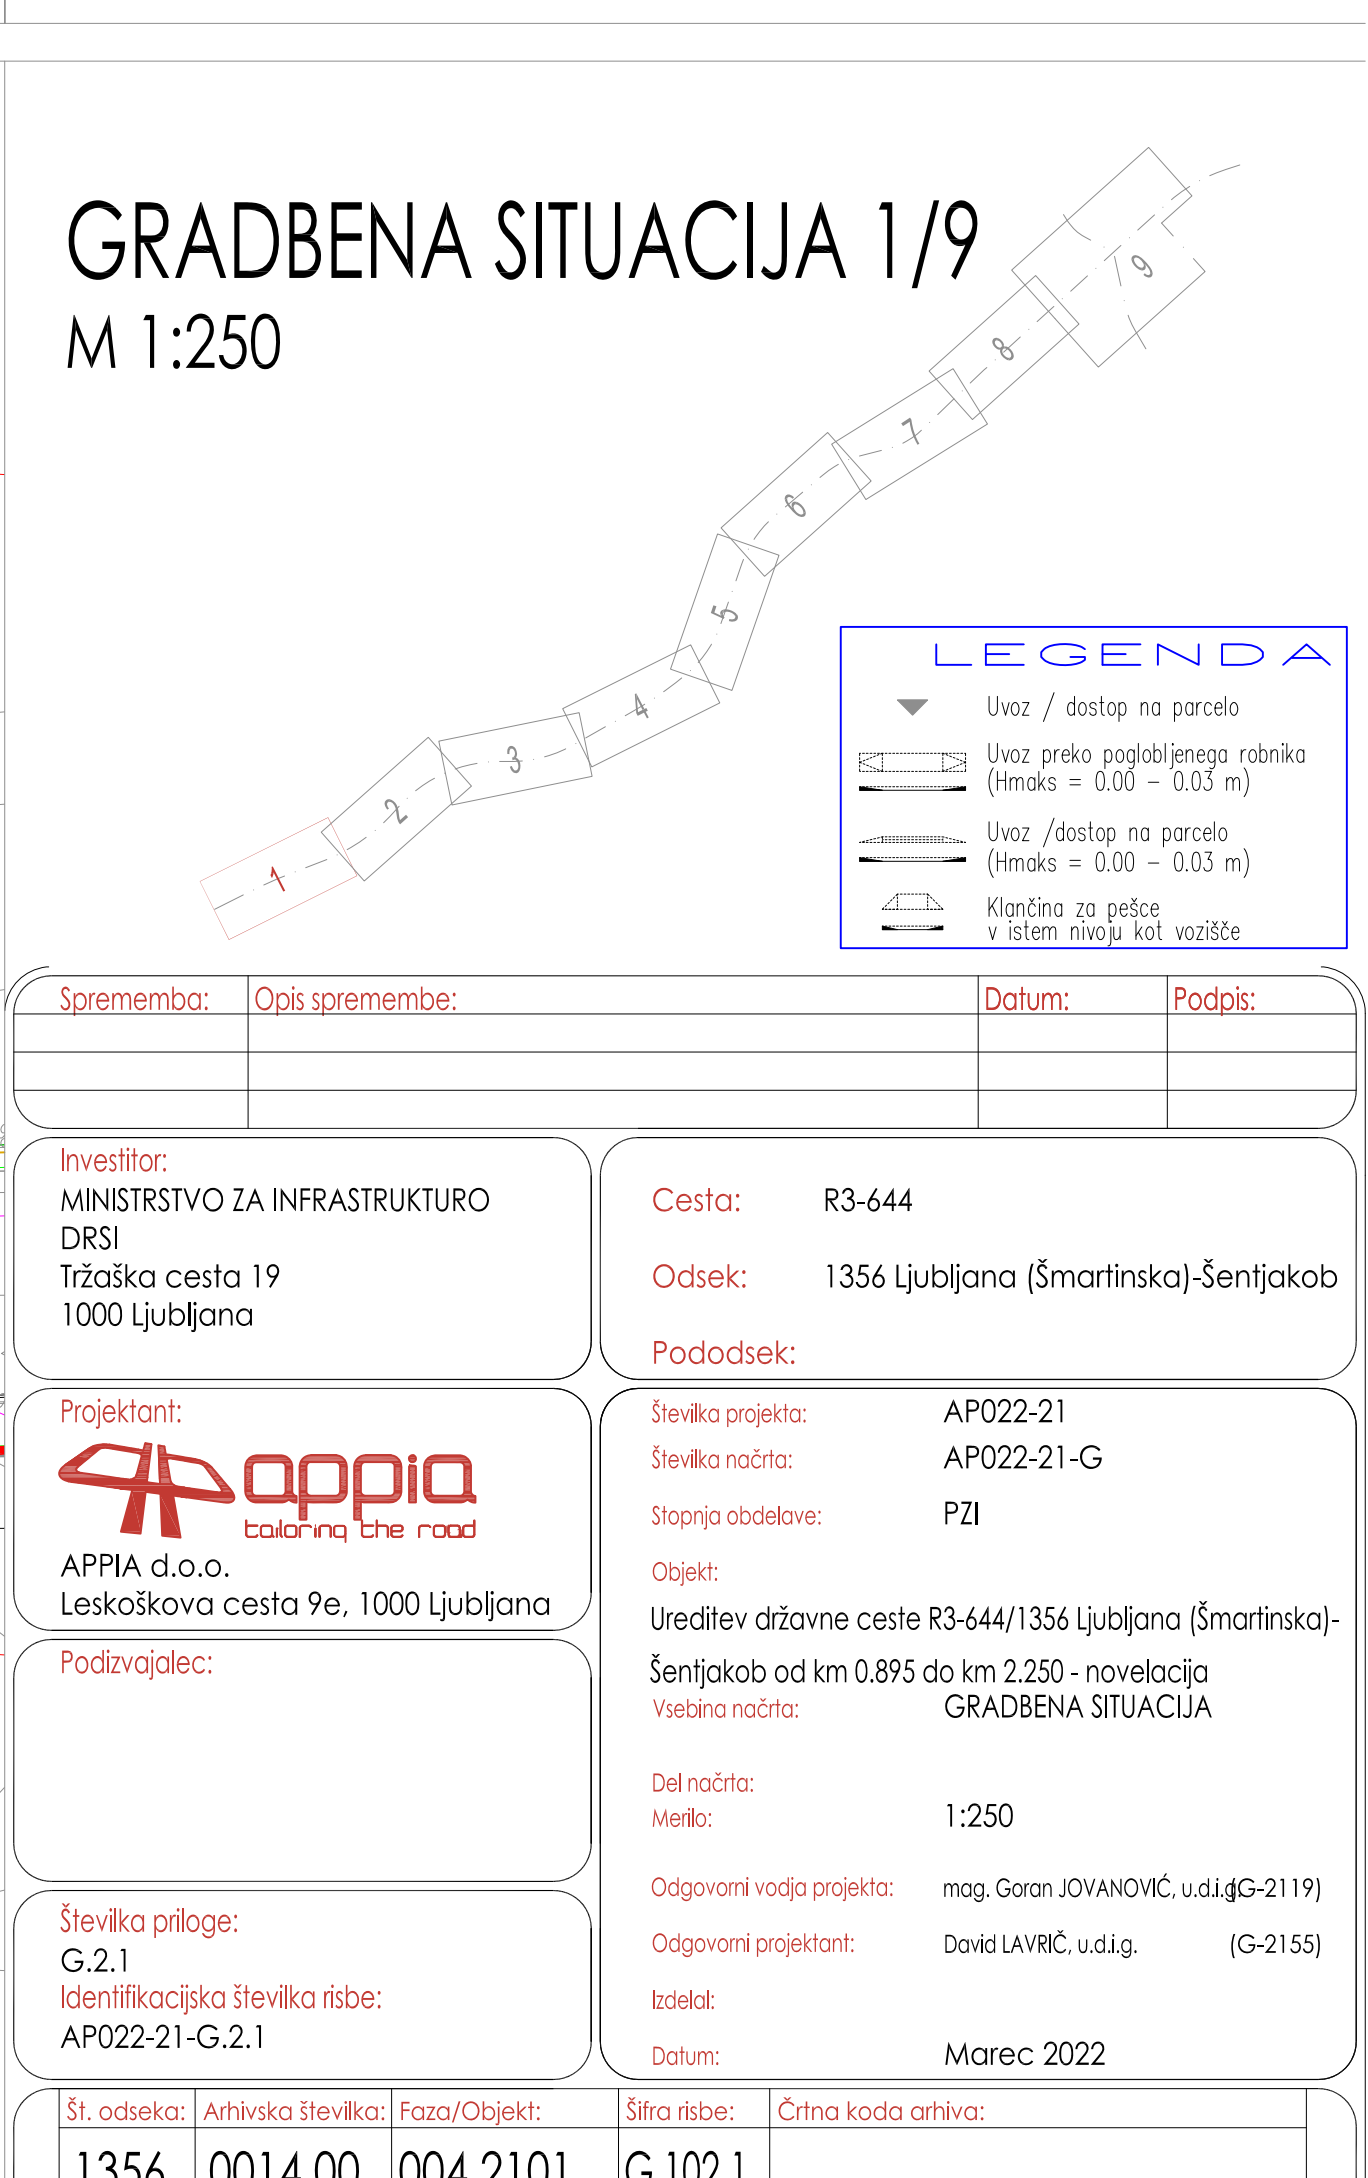 GRADBENA SITUACIJA 1/9
M 1:250
9
8
7
6
5
4
3
2
1
LEGENDA
Uvoz / dostop na parcelo
Uvoz preko poglobljenega robnika
(Hmaks = 0.00 – 0.03 m)
Uvoz /dostop na parcelo
(Hmaks = 0.00 – 0.03 m)
Klančina za pešce
v istem nivoju kot vozišče
Sprememba: Opis spremembe: Datum: Podpis:
Investitor:
MINISTRSTVO ZA INFRASTRUKTURO
DRSI
Tržaška cesta 19
1000 Ljubljana
Cesta: R3-644
Odsek: 1356 Ljubljana (Šmartinska)-Šentjakob
Pododsek:
Projektant:
appia
tailoring the road
APPIA d.o.o.
Leskoškova cesta 9e, 1000 Ljubljana
Podizvajalec:
Številka priloge:
G.2.1
Identifikacijska številka risbe:
AP022-21-G.2.1
Številka projekta: AP022-21
Številka načrta: AP022-21-G
Stopnja obdelave: PZI
Objekt:
Ureditev državne ceste R3-644/1356 Ljubljana (Šmartinska)-
Šentjakob od km 0.895 do km 2.250 - novelacija
Vsebina načrta: GRADBENA SITUACIJA
Del načrta:
Merilo: 1:250
Odgovorni vodja projekta: mag. Goran JOVANOVIĆ, u.d.i.g. (G-2119)
Odgovorni projektant: David LAVRIČ, u.d.i.g. (G-2155)
Izdelal:
Datum: Marec 2022
Št. odseka: Arhivska številka: Faza/Objekt: Šifra risbe: Črtna koda arhiva:
1356 0014.00 004.2101 G.102.1